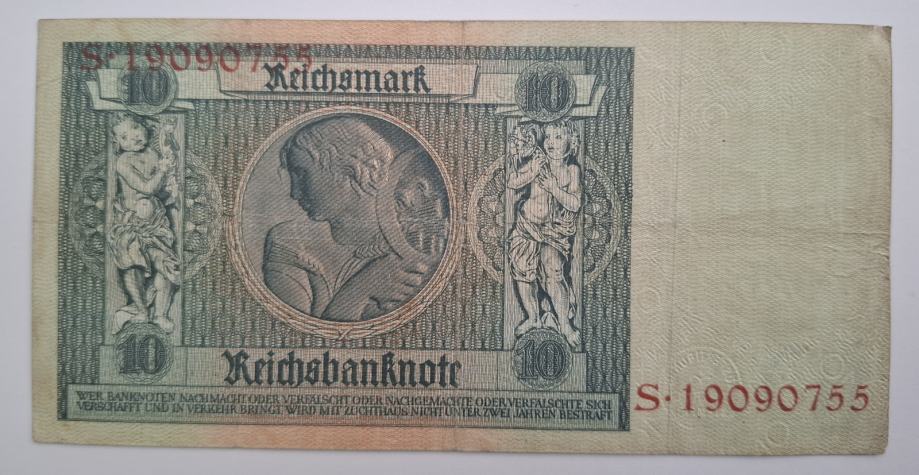 S·19090755
10 Reichsmark 10
10 Reichsbanknote 10
WER BANKNOTEN NACHMACHT ODER VERFÄLSCHT ODER NACHGEMACHTE ODER VERFÄLSCHTE SICH
VERSCHAFFT UND IN VERKEHR BRINGT, WIRD MIT ZUCHTHAUS NICHT UNTER ZWEI JAHREN BESTRAFT
S·19090755